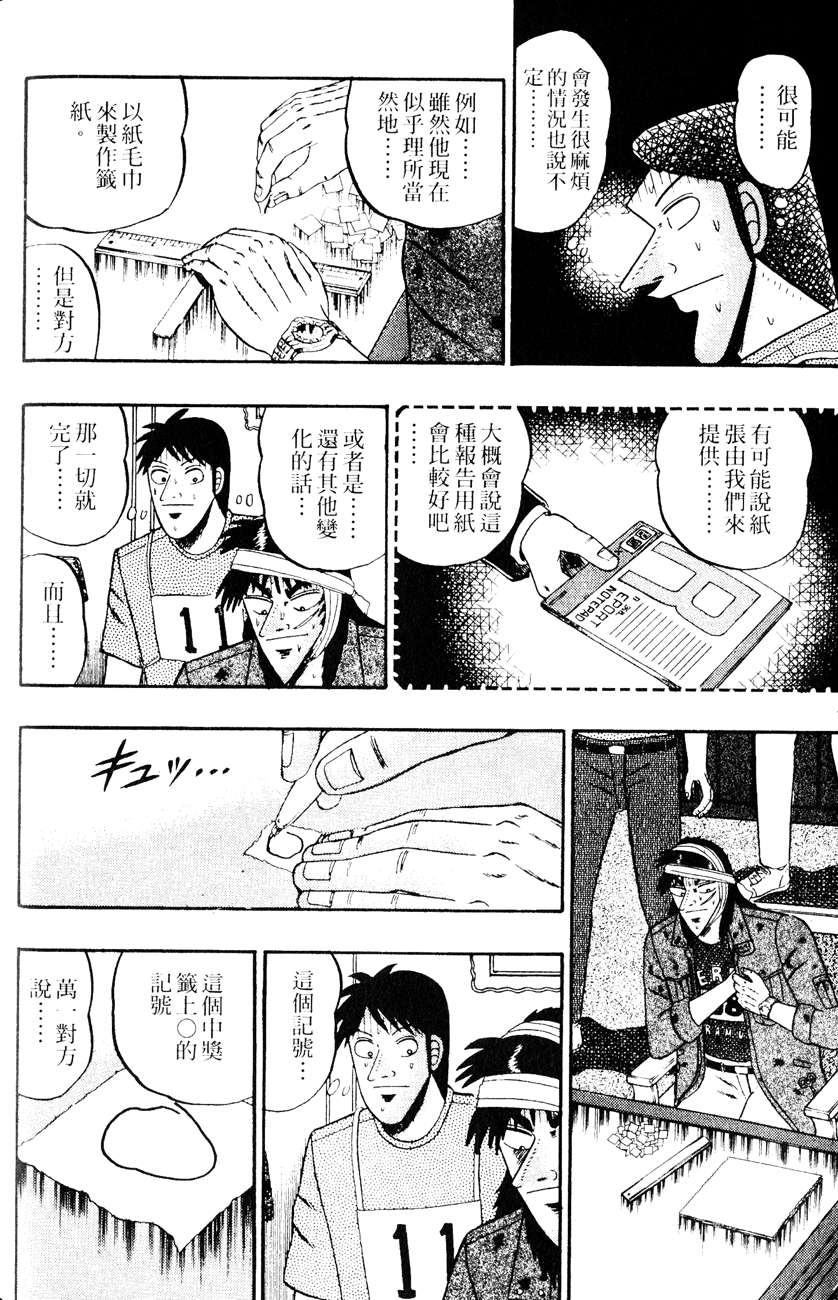 很可能
……
會發生很麻煩
的情況也說不
定………
例如……
雖然他現在
似乎理所當
然地……
以紙毛巾
來製作籤
紙。
但是對方
………
有可能說紙
張由我們來
提供……
大概會說這
種報告用紙
會比較好吧
……
REPORT
NOTEPAD
或者是……
還有其他變
化的話…
那一切就
完了……
而且……
11
キュッ…
這個記號…
11
這個中獎
籤上○的
記號
萬一對方
說……